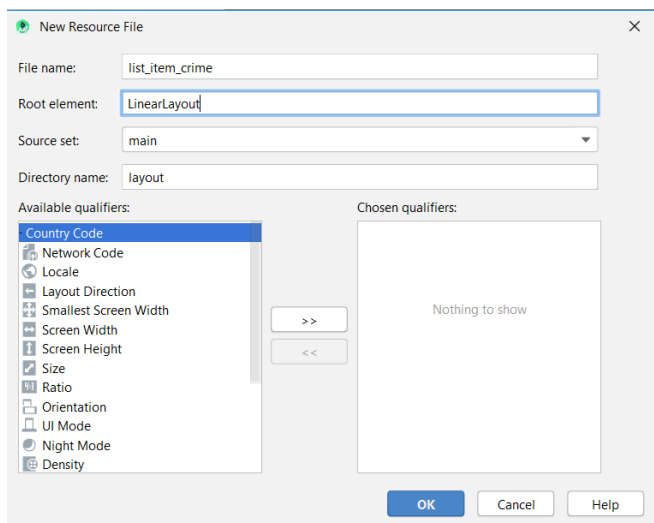 New Resource File
File name:
list_item_crime
Root element:
LinearLayout
Source set:
main
Directory name:
layout
Available qualifiers:
Chosen qualifiers:
Country Code
Network Code
Locale
Layout Direction
Smallest Screen Width
Screen Width
Screen Height
Size
Ratio
Orientation
UI Mode
Night Mode
Density
>>
<<
Nothing to show
OK
Cancel
Help